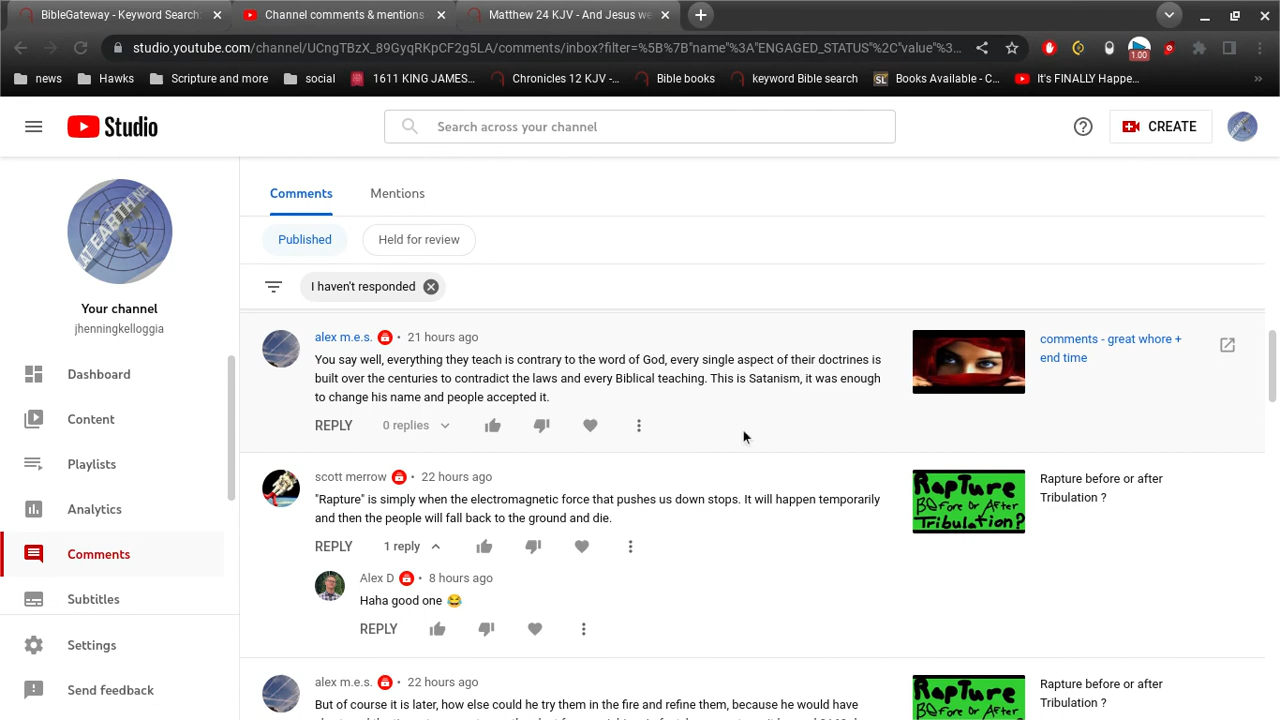 BibleGateway - Keyword Search:
Channel comments & mentions
Matthew 24 KJV - And Jesus we
studio.youtube.com/channel/UCngTBzX_89GyqRKpCF2g5LA/comments/inbox?filter=%5B%7B"name"%3A"ENGAGED_STATUS"%2C"value"%3...
1.00
news
Hawks
Scripture and more
social
1611 KING JAMES...
Chronicles 12 KJV -...
Bible books
keyword Bible search
SL
Books Available - C...
It's FINALLY Happe...
»
Studio
Search across your channel
CREATE
AT EARTH.NE
Your channel
jhenningkelloggia
Dashboard
Content
Playlists
Analytics
Comments
Subtitles
Settings
Send feedback
Comments
Mentions
Published
Held for review
I haven't responded
alex m.e.s. • 21 hours ago
You say well, everything they teach is contrary to the word of God, every single aspect of their doctrines is
built over the centuries to contradict the laws and every Biblical teaching. This is Satanism, it was enough
to change his name and people accepted it.
REPLY
0 replies
comments - great whore +
end time
scott merrow • 22 hours ago
"Rapture" is simply when the electromagnetic force that pushes us down stops. It will happen temporarily
and then the people will fall back to the ground and die.
REPLY
1 reply
Rapture
Before or After
Tribulation?
Rapture before or after
Tribulation ?
Alex D • 8 hours ago
Haha good one 😂
REPLY
alex m.e.s. • 22 hours ago
But of course it is later, how else could he try them in the fire and refine them, because he would have
Rapture
Before or After
Rapture before or after
Tribulation ?